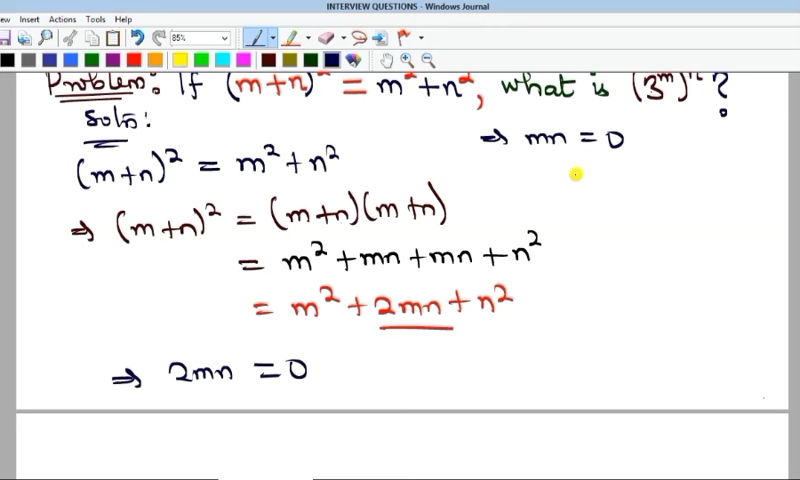 INTERVIEW QUESTIONS - Windows Journal
Insert Actions Tools Help
85%
Problem: If (m+n)² = m²+n², what is (3ᵐ)ⁿ?
Soln:
(m+n)² = m²+n²
⇒ mn = 0
⇒ (m+n)² = (m+n)(m+n)
= m² + mn + mn + n²
= m² + 2mn + n²
⇒ 2mn = 0